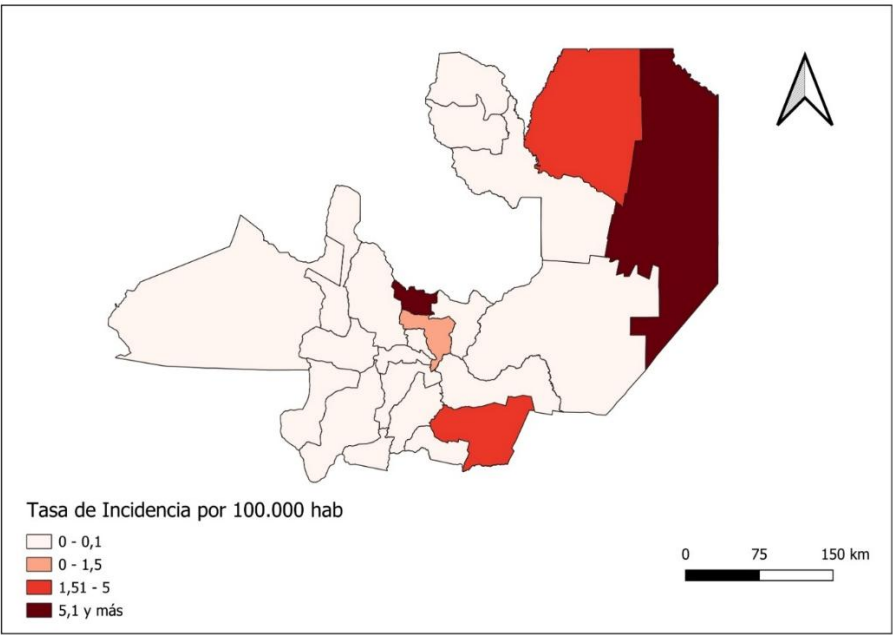 Tasa de Incidencia por 100.000 hab
0 - 0,1
0 - 1,5
1,51 - 5
5,1 y más
0 75 150 km